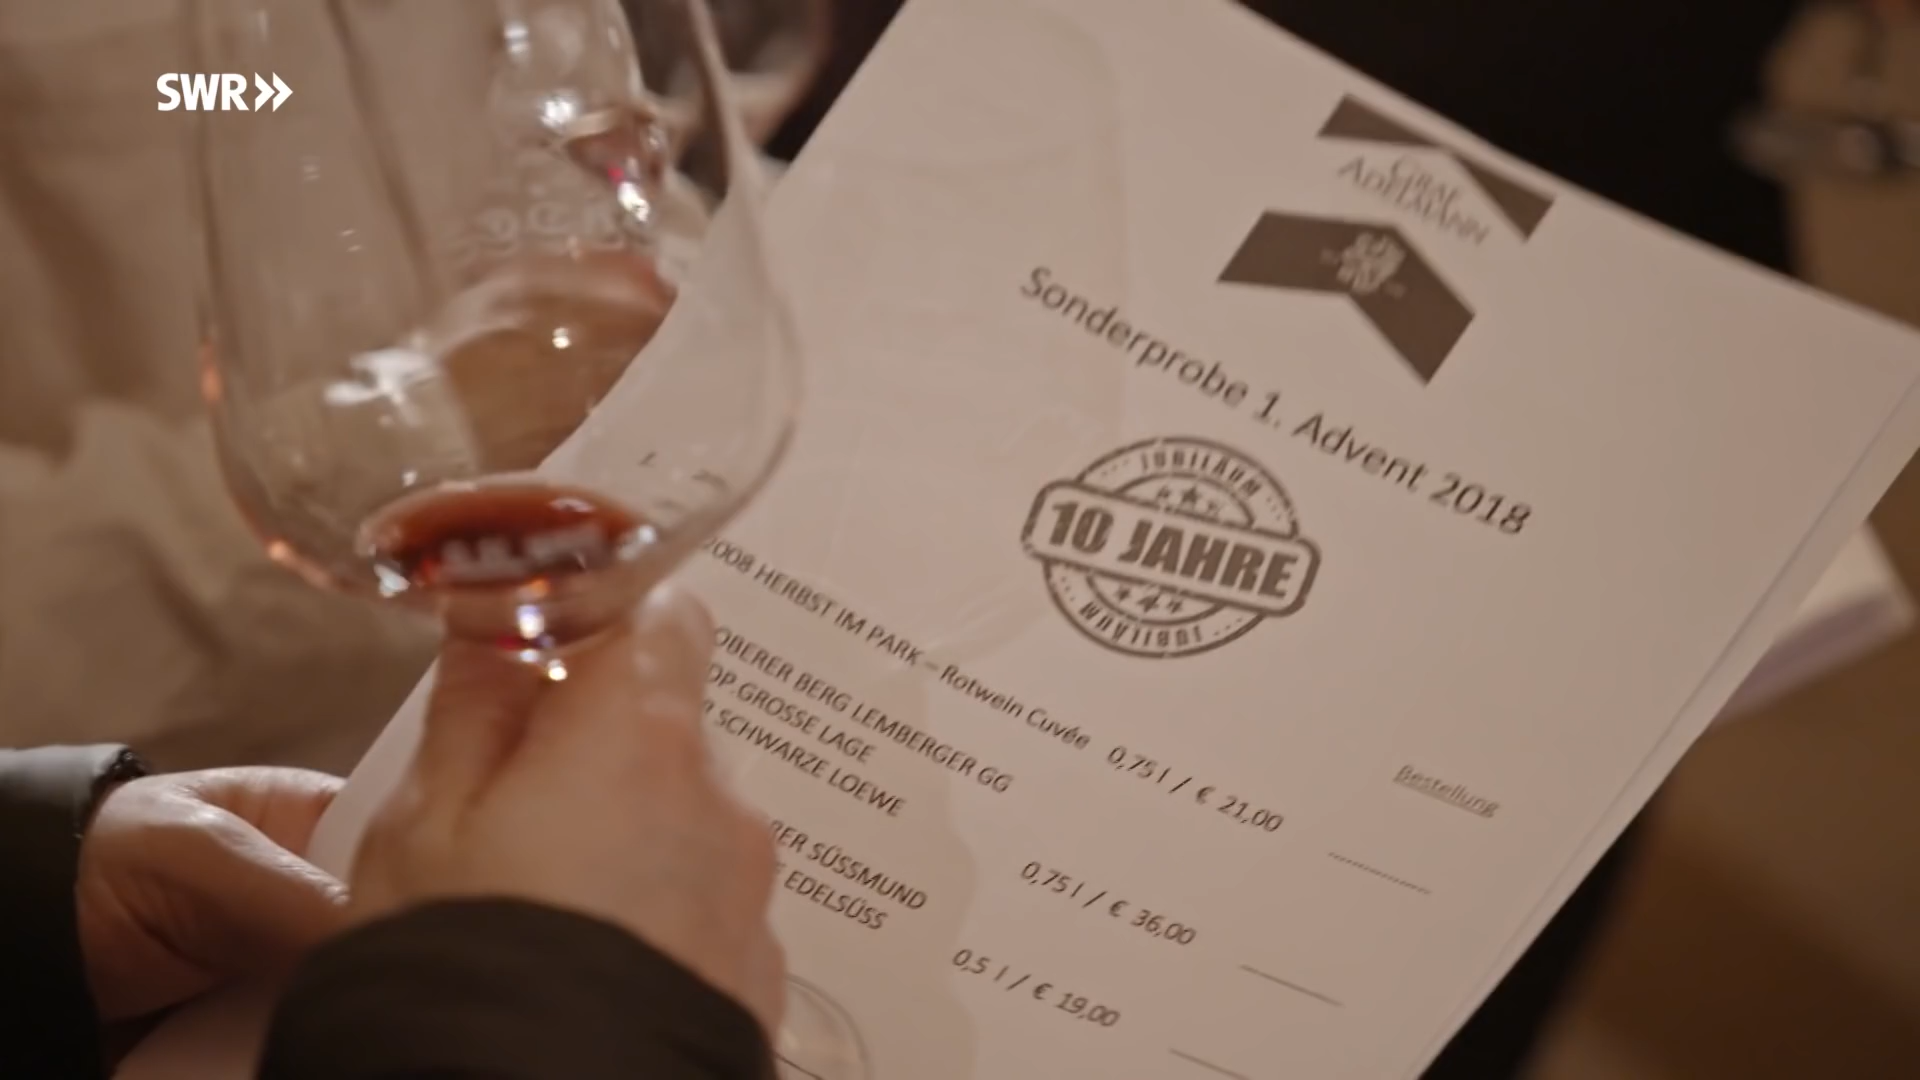 SWR
GRAF
ADELMANN
Sonderprobe 1. Advent 2018
JUBILÄUM
10 JAHRE
JUBILÄUM
2008 HERBST IM PARK – Rotwein Cuvée 0,75 l / € 21,00
Bestellung
OBERER BERG LEMBERGER GG
GROSSE LAGE
SCHWARZE LOEWE
0,75 l / € 36,00
SÜSSMUND
EDELSÜSS
0,5 l / € 19,00